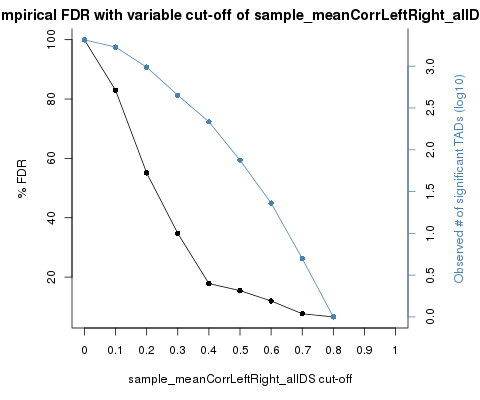 mpirical FDR with variable cut-off of sample_meanCorrLeftRight_allD
% FDR
100
80
60
40
20
3.0
2.5
2.0
1.5
1.0
0.5
0.0
Observed # of significant TADs (log10)
0 0.1 0.2 0.3 0.4 0.5 0.6 0.7 0.8 0.9 1
sample_meanCorrLeftRight_allDS cut-off